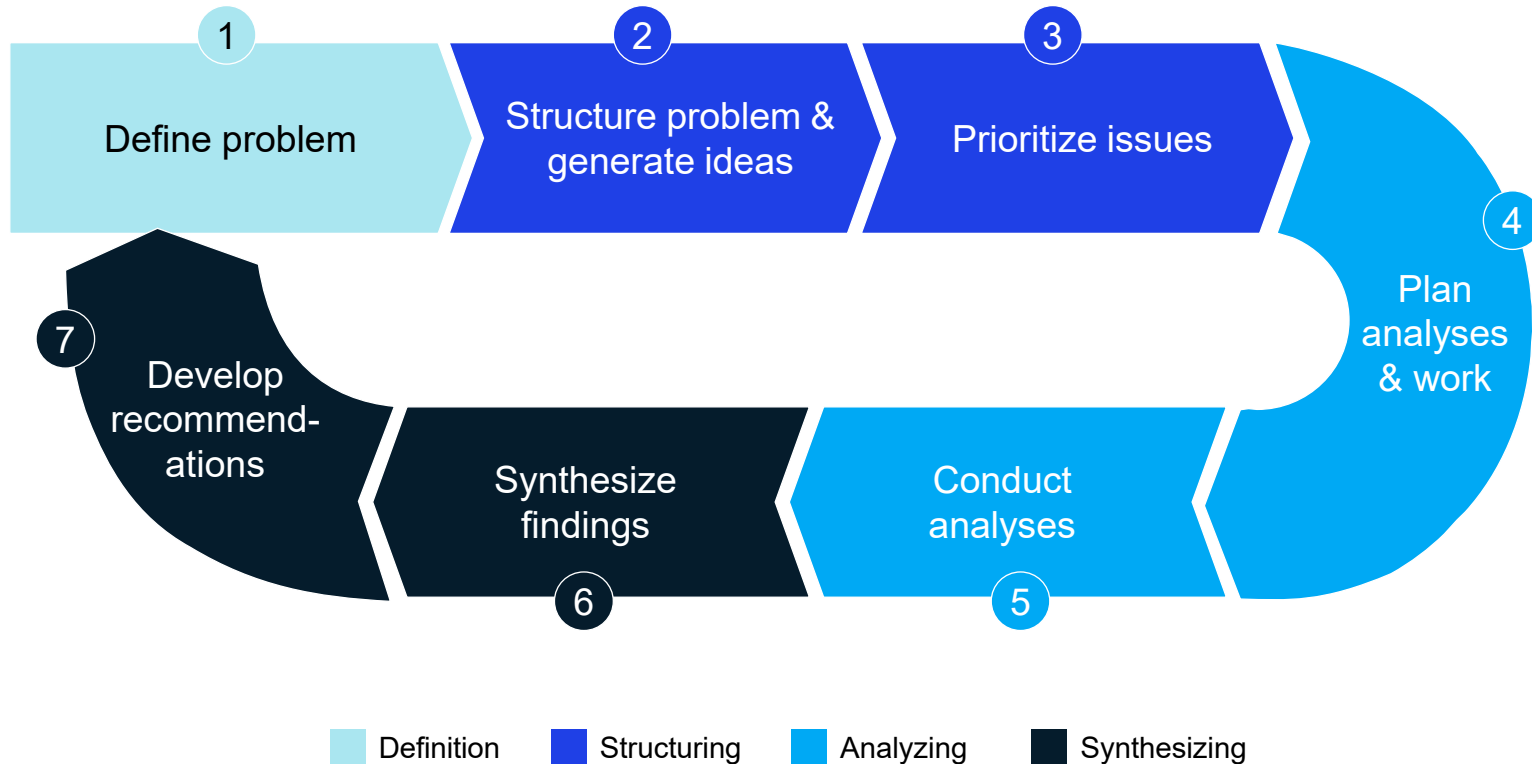 1
Define problem
2
Structure problem &
generate ideas
3
Prioritize issues
4
Plan
analyses
& work
5
Conduct
analyses
6
Synthesize
findings
7
Develop
recommend-
ations
Definition
Structuring
Analyzing
Synthesizing